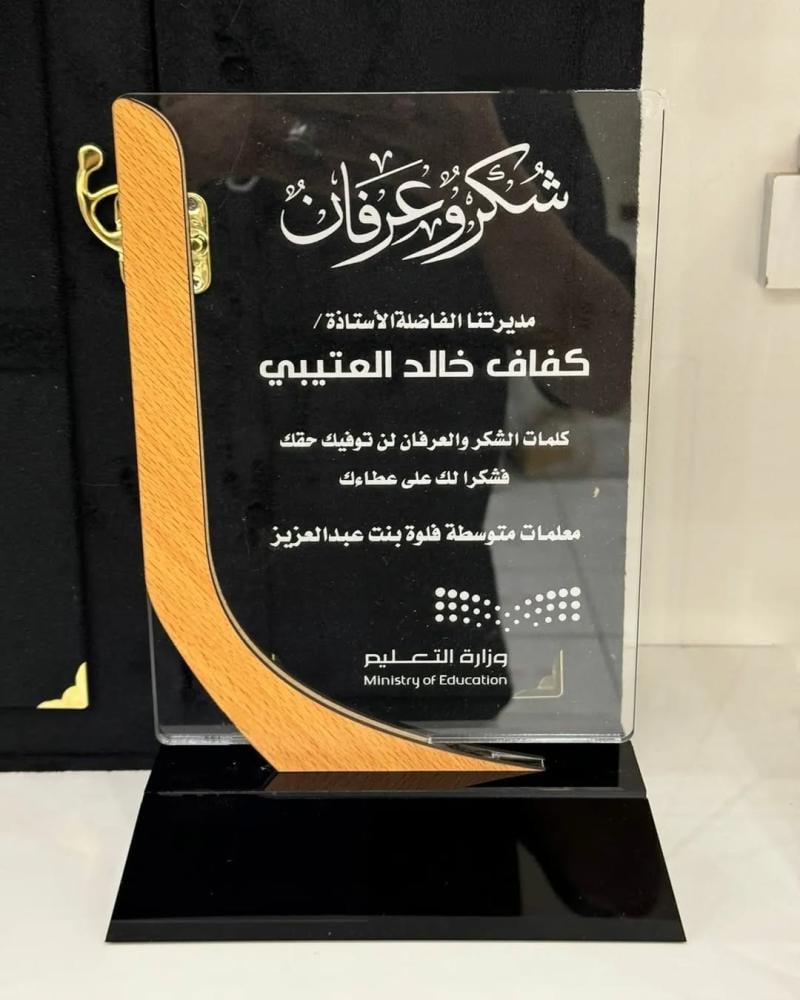 شكر وعرفان
مديرتنا الفاضلة الأستاذة /
كفاف خالد العتيبي
كلمات الشكر والعرفان لن توفيك حقك
فشكرا لك على عطاءك
معلمات متوسطة فلوة بنت عبدالعزيز
وزارة التعليم
Ministry of Education